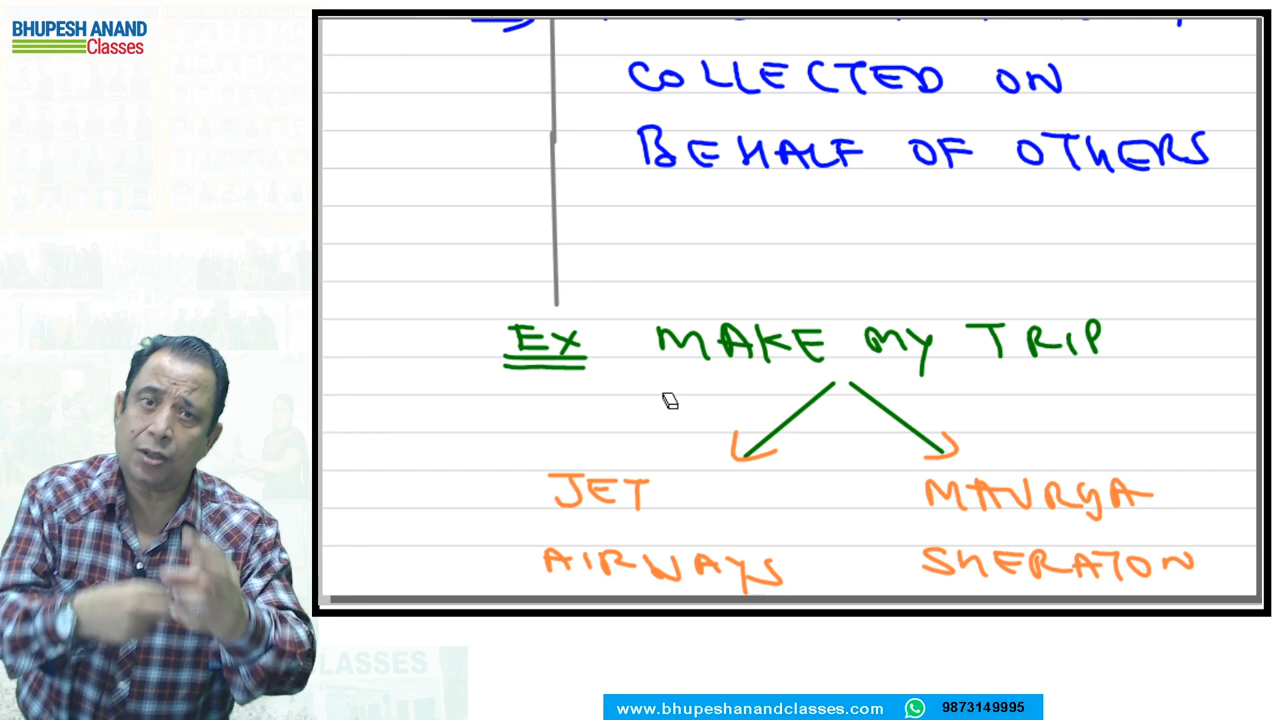 BHUPESH ANAND
Classes
COLLECTED ON
BEHALF OF OTHERS
EX MAKE MY TRIP
JET MAURYA
AIRWAYS SHERATON
CLASSES
www.bhupeshanandclasses.com 9873149995